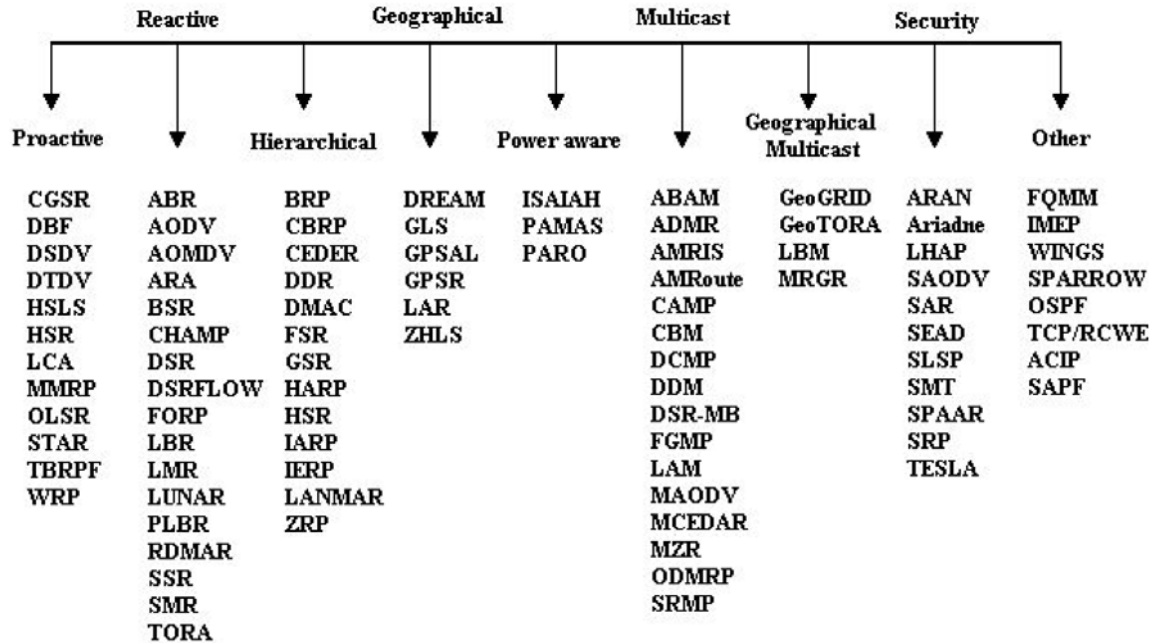 Reactive Geographical Multicast Security
Proactive Hierarchical Power aware Geographical Multicast Other
CGSR ABR BRP DREAM ISAIAH ABAM GeoGRID ARAN FQMM
DBF AODV CBRP GLS PAMAS ADMR GeoTORA Ariadne IMEP
DSDV AOMDV CEDER GPSAL PARO AMRIS LBM LHAP WINGS
DTDV ARA DDR GPSR AMRoute MRGR SAODV SPARROW
HSLS BSR DMAC LAR CAMP SAR OSPF
HSR CHAMP FSR ZHLS CBM SEAD TCP/RCWE
LCA DSR GSR DCMP SLSP ACIP
MMRP DSRFLOW HARP DDM SMT SAPF
OLSR FORP HSR DSR-MB SPAAR
STAR LBR IARP FGMP SRP
TBRPF LMR IERP LAM TESLA
WRP LUNAR LANMAR MAODV
PLBR ZRP MCEDAR
RDMAR MZR
SSR ODMRP
SMR SRMP
TORA